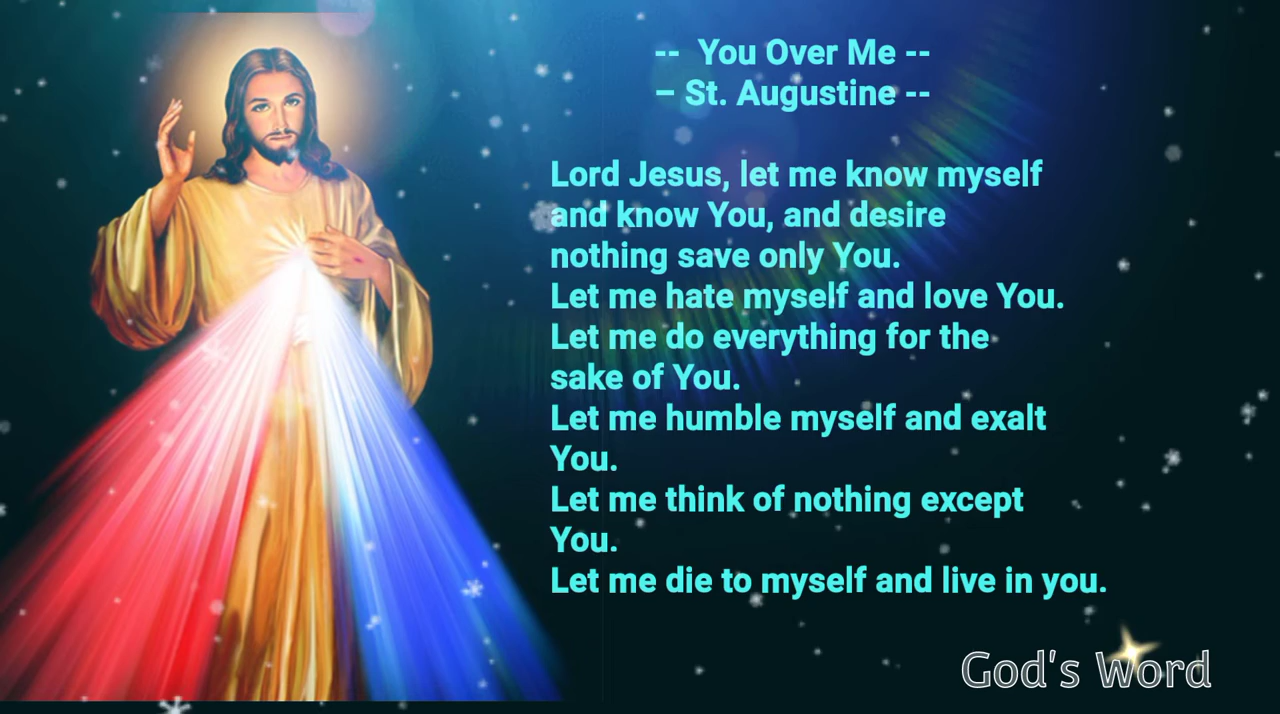 -- You Over Me --
– St. Augustine --
Lord Jesus, let me know myself
and know You, and desire
nothing save only You.
Let me hate myself and love You.
Let me do everything for the
sake of You.
Let me humble myself and exalt
You.
Let me think of nothing except
You.
Let me die to myself and live in you.
God's Word